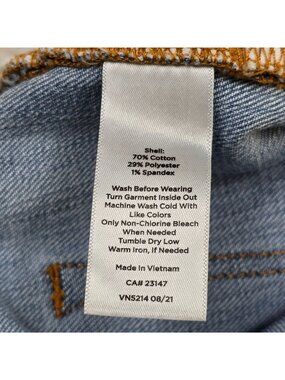 Shell:
70% Cotton
29% Polyester
1% Spandex
Wash Before Wearing
Turn Garment Inside Out
Machine Wash Cold With
Like Colors
Only Non-Chlorine Bleach
When Needed
Tumble Dry Low
Warm Iron, If Needed
Made in Vietnam
CA# 23147
VN5214 08/21